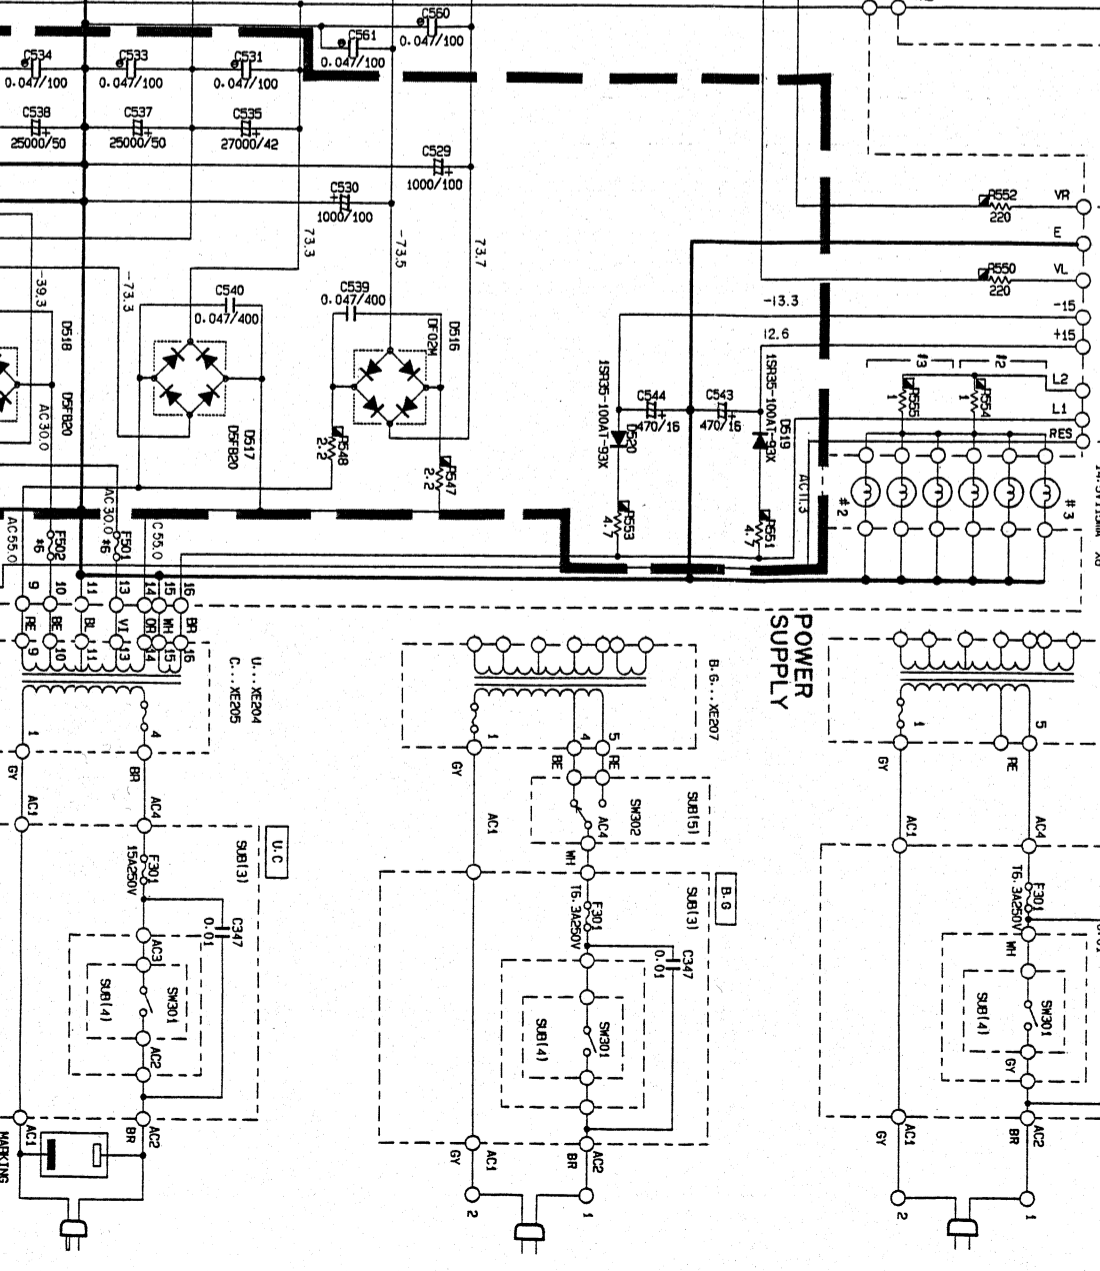 C560
0.047/100
C561
0.047/100
C534
0.047/100
C533
0.047/100
C531
0.047/100
C538
25000/50
C537
25000/50
C535
27000/42
C529
1000/100
C530
1000/100
R552
220
VR
E
R550
220
VL
-15
+15
L2
L1
RES
73.3
-73.5
73.7
-39.3
-73.3
-13.3
12.6
C540
0.047/400
C539
0.047/400
D518
D5FB20
D517
D5FB20
D516
DF02M
AC30.0
R548
2.2
R547
2.2
1SR35-100AT-93X
D520
C544
470/16
C543
470/16
1SR35-100AT-93X
D519
R553
4.7
R551
4.7
AC11.3
#3
#2
R555
1
R554
1
#2
#3
AC55.0
F502
#6
AC30.0
F501
#6
C.55.0
9
10
11
13
14
15
16
RE
BE
BL
VI
OR
WH
BR
9
10
11
13
14
15
16
U...XE204
C...XE205
B.G...XE207
POWER
SUPPLY
1
4
GY
BR
AC1
AC4
SUB(3)
U.C
F301
15A250V
C347
0.01
AC3
SW301
SUB(4)
AC2
AC1
BR
AC2
MARKING
1
4
5
GY
BE
RE
AC1
SW302
SUB(5)
AC4
WH
SUB(3)
B.G
F301
T6.3A250V
C347
0.01
SW301
SUB(4)
GY
AC1
BR
AC2
2
1
1
5
GY
RE
AC1
AC4
F301
T6.3A250V
WH
SW301
SUB(4)
GY
AC1
GY
AC2
BR
2
1